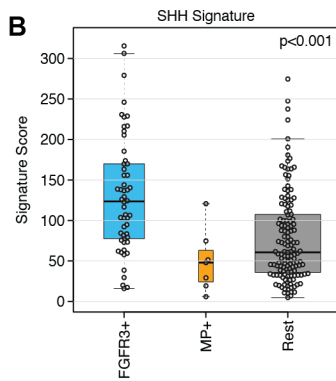 B
SHH Signature
p<0.001
Signature Score
300
250
200
150
100
50
0
FGFR3+
MP+
Rest